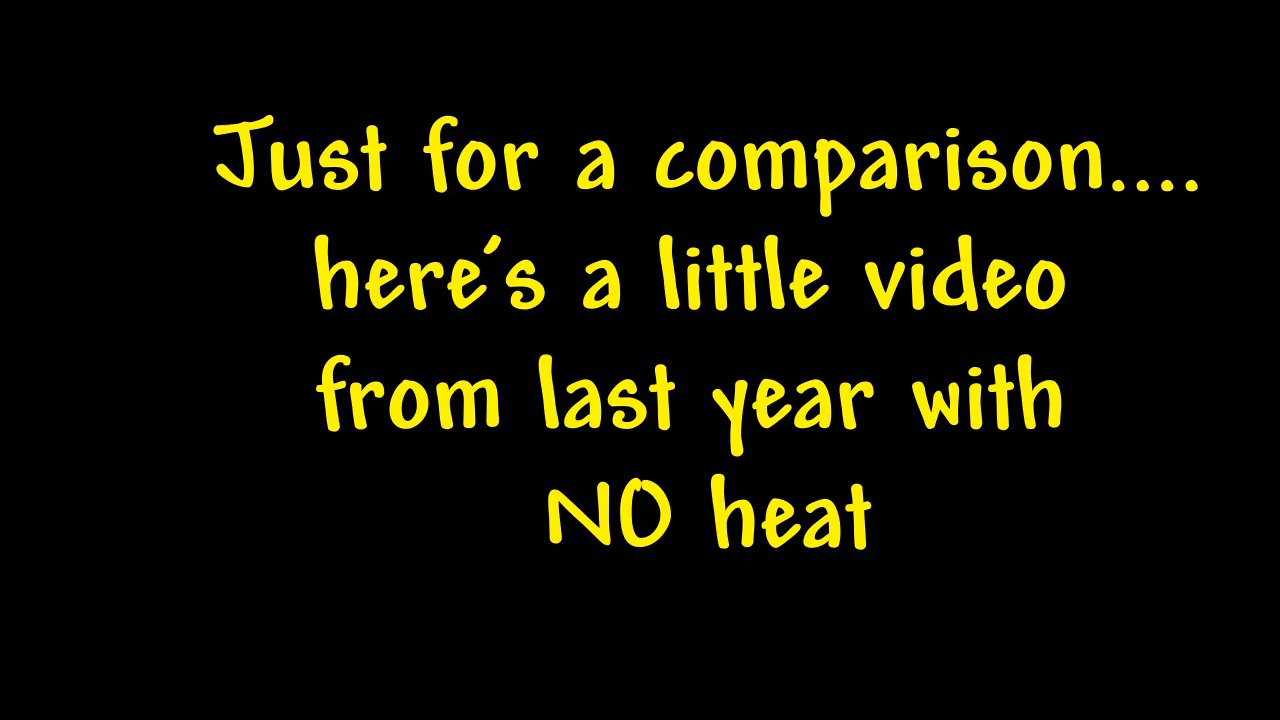 Just for a comparison....
here's a little video
from last year with
NO heat